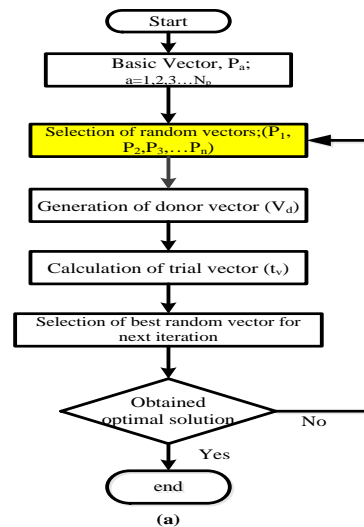 Start
Basic Vector, Pₐ;
a=1,2,3…Nₚ
Selection of random vectors;(P₁,
P₂,P₃,…Pₙ)
Generation of donor vector (V_d)
Calculation of trial vector (tᵥ)
Selection of best random vector for
next iteration
Obtained
optimal solution
No
Yes
end
(a)